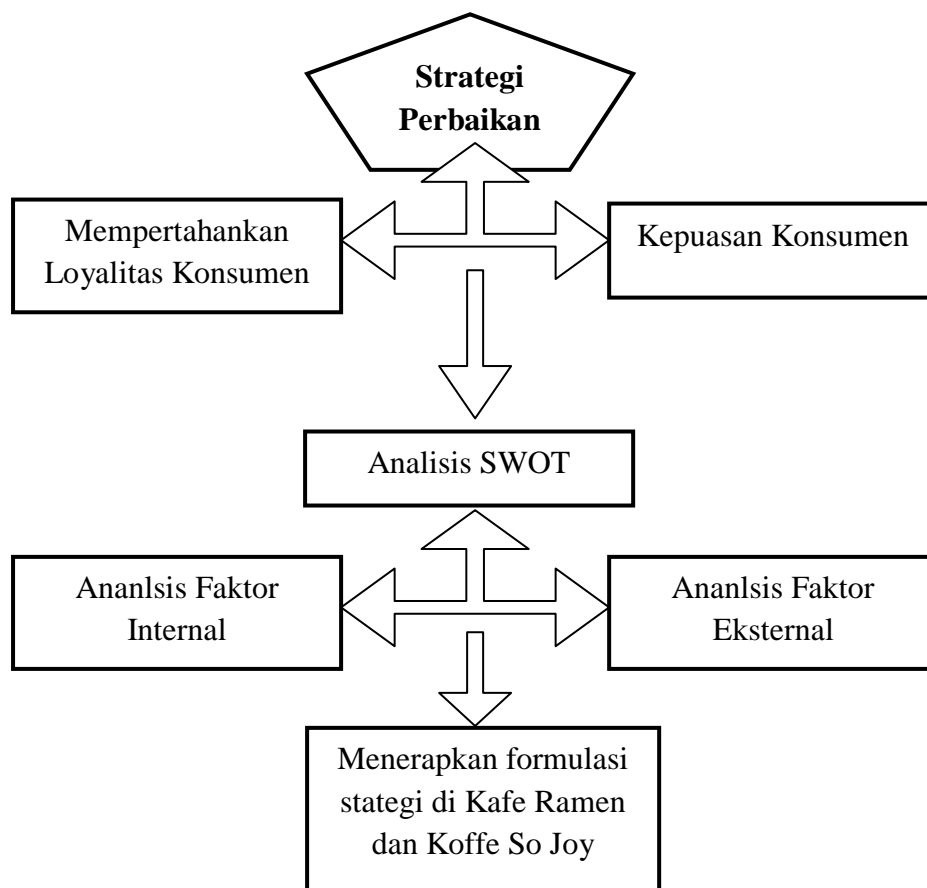 Strategi
Perbaikan
Mempertahankan
Loyalitas Konsumen
Kepuasan Konsumen
Analisis SWOT
Ananlsis Faktor
Internal
Ananlsis Faktor
Eksternal
Menerapkan formulasi
stategi di Kafe Ramen
dan Koffe So Joy